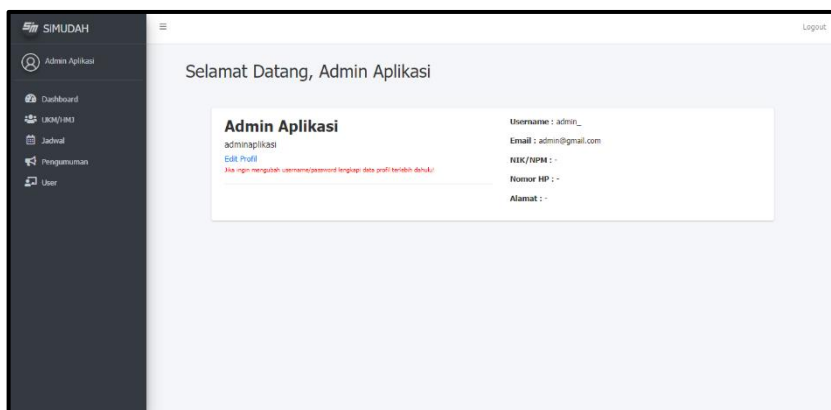 Sim SIMUDAH
Logout
Admin Aplikasi
Selamat Datang, Admin Aplikasi
Dashboard
UKM/HMJ
Jadwal
Pengumuman
User
Admin Aplikasi
adminaplikasi
Edit Profil
Jika ingin mengubah username/password lengkapi data profil terlebih dahulu!
Username : admin_
Email : admin@gmail.com
NIK/NPM : -
Nomor HP : -
Alamat : -